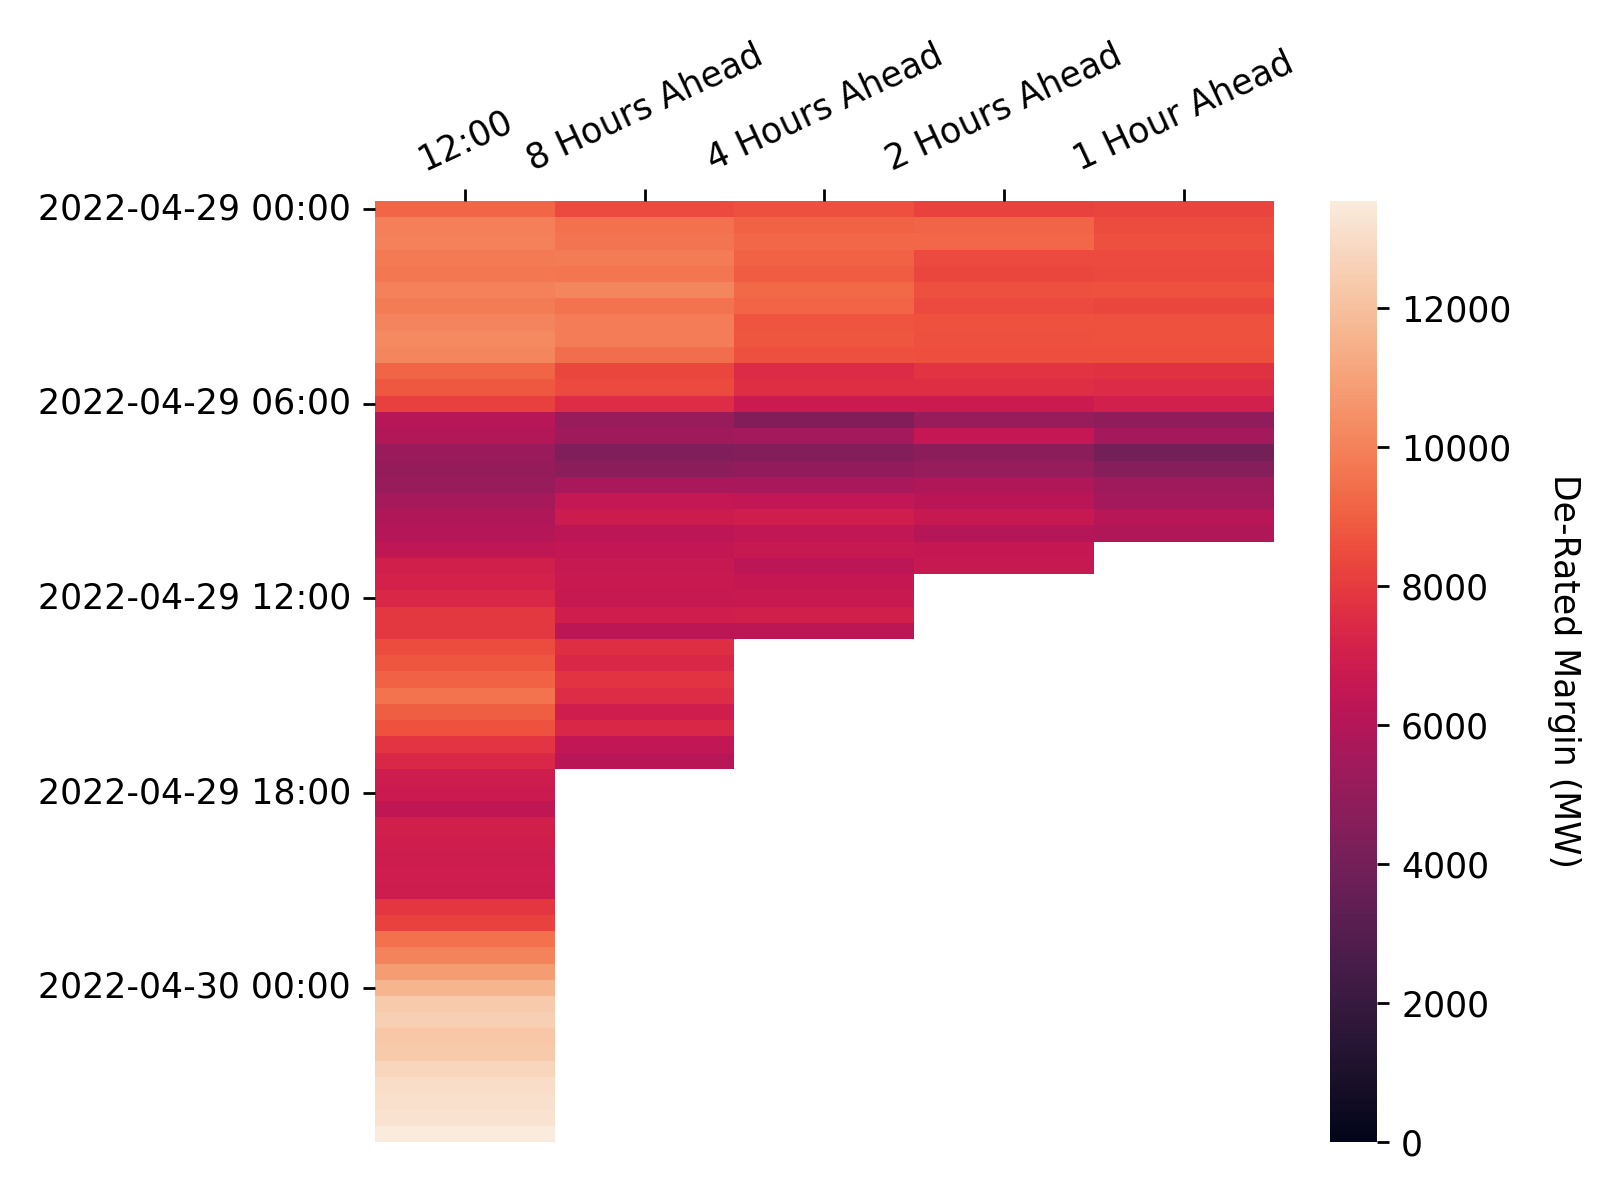 12:00
8 Hours Ahead
4 Hours Ahead
2 Hours Ahead
1 Hour Ahead
2022-04-29 00:00
2022-04-29 06:00
2022-04-29 12:00
2022-04-29 18:00
2022-04-30 00:00
12000
10000
8000
6000
4000
2000
0
De-Rated Margin (MW)